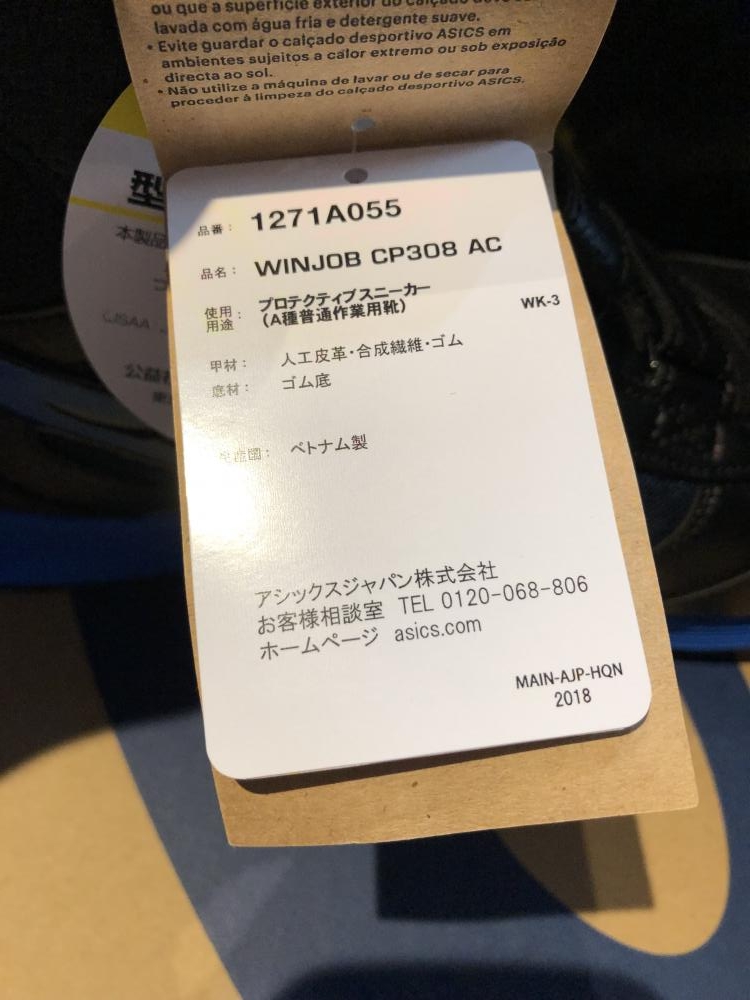 ou que a superfície exterior do calçado deve
lavada com água fria e detergente suave.
• Evite guardar o calçado desportivo ASICS em
ambientes sujeitos a calor extremo ou sob exposição
directa ao sol.
• Não utilize a máquina de lavar ou de secar para
proceder à limpeza do calçado desportivo ASICS.
型
本製品
JSAA
公益
品番： 1271A055
品名： WINJOB CP308 AC
使用用途： プロテクティブスニーカー
（A種普通作業用靴）
WK-3
甲材： 人工皮革・合成繊維・ゴム
底材： ゴム底
生産国： ベトナム製
アシックスジャパン株式会社
お客様相談室 TEL 0120-068-806
ホームページ asics.com
MAIN-AJP-HQN
2018